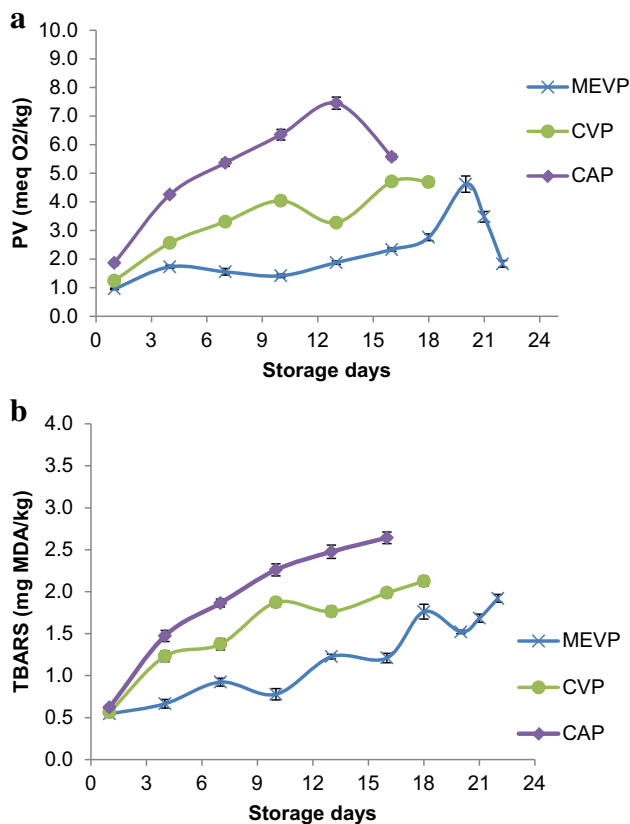 a
PV (meq O2/kg)
10.0
9.0
8.0
7.0
6.0
5.0
4.0
3.0
2.0
1.0
0.0
0 3 6 9 12 15 18 21 24
Storage days
MEVP
CVP
CAP
b
TBARS (mg MDA/kg)
4.0
3.5
3.0
2.5
2.0
1.5
1.0
0.5
0.0
0 3 6 9 12 15 18 21 24
Storage days
MEVP
CVP
CAP